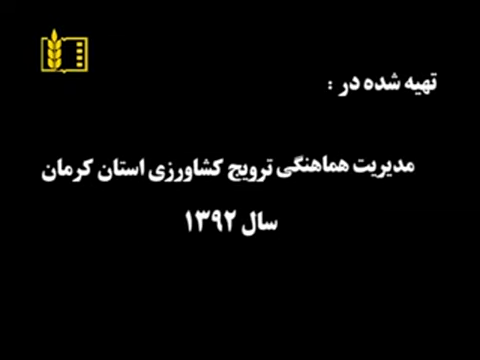 تهیه شده در :
مدیریت هماهنگی ترویج کشاورزی استان کرمان
سال ۱۳۹۲